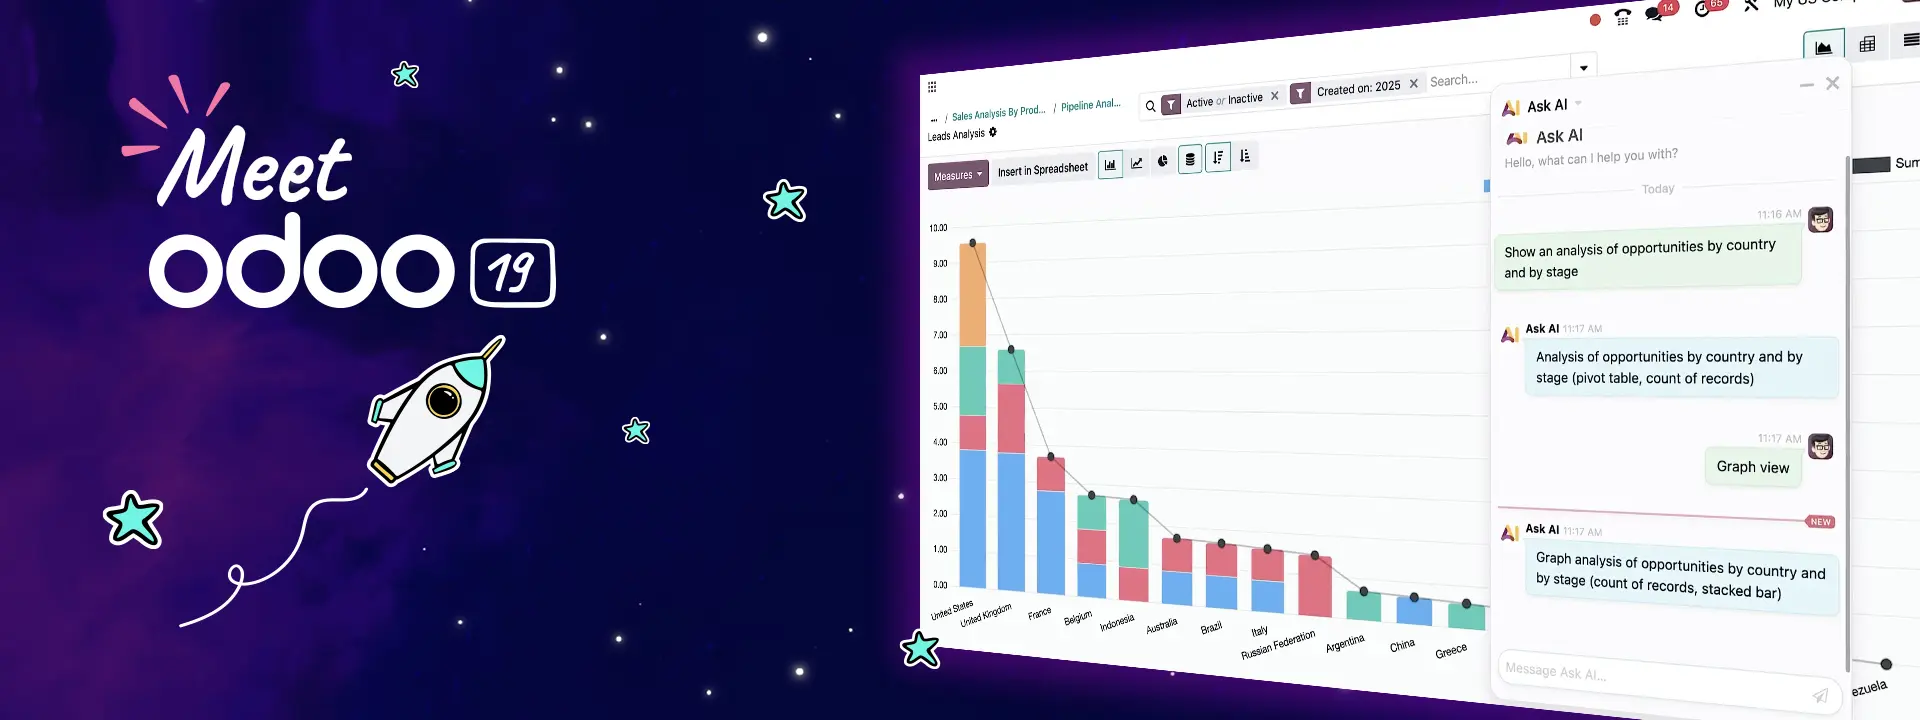 Meet
odoo 19
14
65
... / Sales Analysis By Prod... / Pipeline Anal...
Leads Analysis
Active or Inactive
Created on: 2025
Search...
Measures
Insert in Spreadsheet
10.00
9.00
8.00
7.00
6.00
5.00
4.00
3.00
2.00
1.00
0.00
United States
United Kingdom
France
Belgium
Indonesia
Australia
Brazil
Italy
Russian Federation
Argentina
China
Greece
ezuela
Sum
Ask AI
Ask AI
Hello, what can I help you with?
Today
11:16 AM
Show an analysis of opportunities by country
and by stage
Ask AI 11:17 AM
Analysis of opportunities by country and by
stage (pivot table, count of records)
11:17 AM
Graph view
NEW
Ask AI 11:17 AM
Graph analysis of opportunities by country and
by stage (count of records, stacked bar)
Message Ask AI...